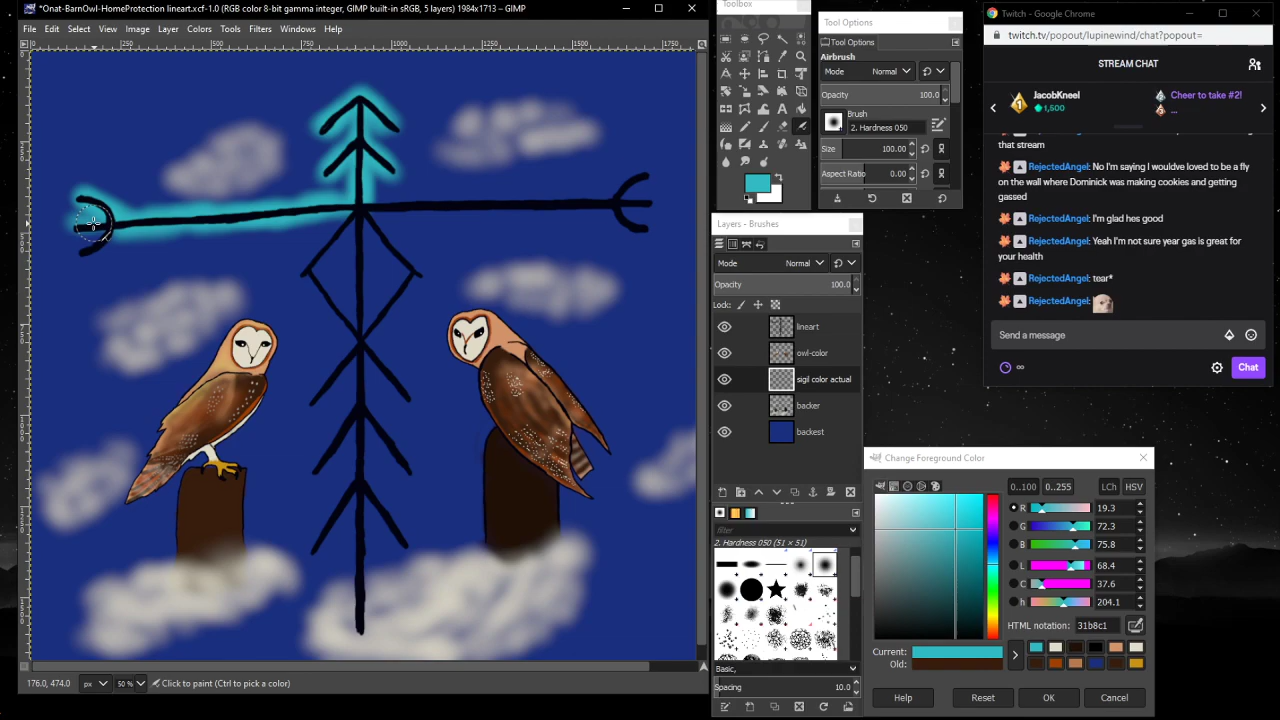 *Onat-BarnOwl-HomeProtection lineart.xcf-1.0 (RGB color 8-bit gamma integer, GIMP built-in sRGB, 5 layers) 1984x1713 – GIMP
File Edit Select View Image Layer Colors Tools Filters Windows Help
0 500 1000 1250 1500 1750
176.0, 474.0 px 50 % Click to paint (Ctrl to pick a color)
Toolbox
Tool Options
Tool Options
Airbrush
Mode Normal
Opacity 100.0
Brush
2. Hardness 050
Size 100.00
Aspect Ratio 0.00
Layers - Brushes
Mode Normal
Opacity 100.0
Lock:
lineart
owl-color
sigil color actual
backer
backest
filter
2. Hardness 050 (51 × 51)
Basic,
Spacing 10.0
Twitch - Google Chrome
twitch.tv/popout/lupinewind/chat?popout=
STREAM CHAT
1 JacobKneel
1,500
Cheer to take #2!
...
that stream
RejectedAngel: No I'm saying I wouldve loved to be a fly
on the wall where Dominick was making cookies and getting
gassed
RejectedAngel: I'm glad hes good
RejectedAngel: Yeah I'm not sure year gas is great for
your health
RejectedAngel: tear*
RejectedAngel:
Send a message
∞ Chat
Change Foreground Color
0..100 0..255 LCh HSV
R 19.3
G 72.3
B 75.8
L 68.4
C 37.6
h 204.1
HTML notation: 31b8c1
Current:
Old:
Help Reset OK Cancel